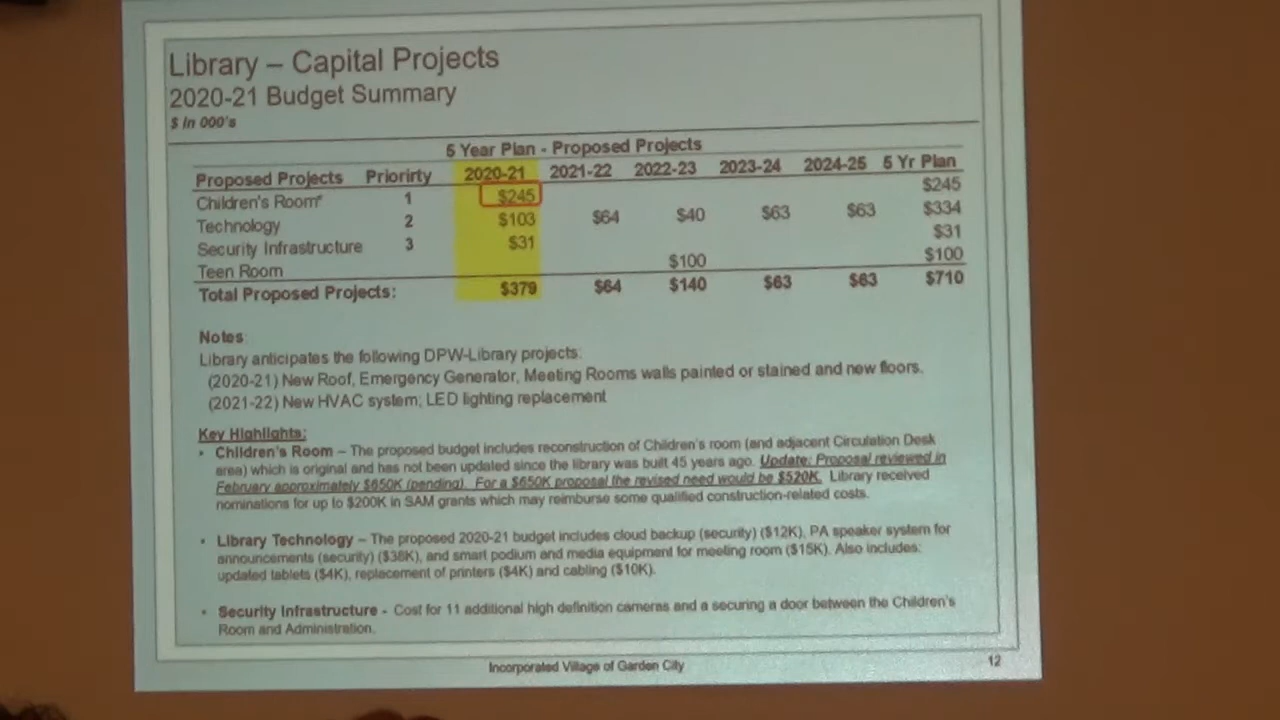 Library – Capital Projects
2020-21 Budget Summary
$ in 000's
5 Year Plan - Proposed Projects
Proposed Projects Priorirty 2020-21 2021-22 2022-23 2023-24 2024-25 5 Yr Plan
Children's Room* 1 $245 $245
Technology 2 $103 $64 $40 $63 $63 $334
Security Infrastructure 3 $31 $31
Teen Room $100 $100
Total Proposed Projects: $379 $64 $140 $63 $63 $710
Notes:
Library anticipates the following DPW-Library projects:
(2020-21) New Roof, Emergency Generator, Meeting Rooms walls painted or stained and new floors.
(2021-22) New HVAC system; LED lighting replacement
Key Highlights:
• Children's Room – The proposed budget includes reconstruction of Children's room (and adjacent Circulation Desk
area) which is original and has not been updated since the library was built 45 years ago. Update: Proposal reviewed in
February approximately $650K (pending). For a $650K proposal the revised need would be $520K. Library received
nominations for up to $200K in SAM grants which may reimburse some qualified construction-related costs.
• Library Technology – The proposed 2020-21 budget includes cloud backup (security) ($12K), PA speaker system for
announcements (security) ($38K), and smart podium and media equipment for meeting room ($15K). Also includes:
updated tablets ($4K), replacement of printers ($4K) and cabling ($10K).
• Security Infrastructure - Cost for 11 additional high definition cameras and a securing a door between the Children's
Room and Administration.
Incorporated Village of Garden City
12